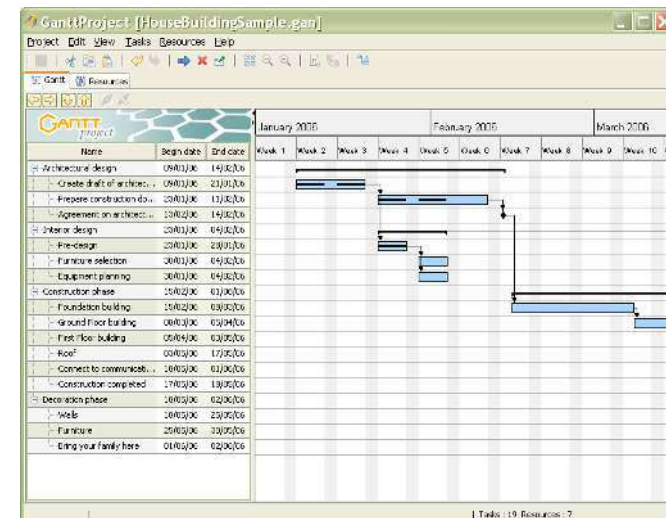 GanttProject [HouseBuildingSample.gan]
Project Edit View Tasks Resources Help
Gantt Resources
GANTT project
January 2006 February 2006 March 2006
Name Begin date End date Week 1 Week 2 Week 3 Week 4 Week 5 Week 6 Week 7 Week 8 Week 9 Week 10
Architectural design 09/01/06 14/02/06
Create draft of architec... 09/01/06 21/01/06
Prepare construction do... 23/01/06 11/02/06
Agreement on architect... 13/02/06 14/02/06
Interior design 23/01/06 04/02/06
Pre-design 23/01/06 28/01/06
Furniture selection 30/01/06 04/02/06
Equipment planning 30/01/06 04/02/06
Construction phase 15/02/06 01/06/06
Foundation building 15/02/06
Ground Floor building 05/04/06
First Floor building 05/04/06 03/05/06
Roof 03/05/06 17/05/06
Connect to communicati... 18/05/06 01/06/06
Construction completed 17/05/06 18/05/06
Decoration phase 18/05/06 02/06/06
Walls 18/05/06 25/05/06
Furniture 25/05/06
Bring your family here 01/06/06 02/06/06
Tasks : 19 Resources : 7